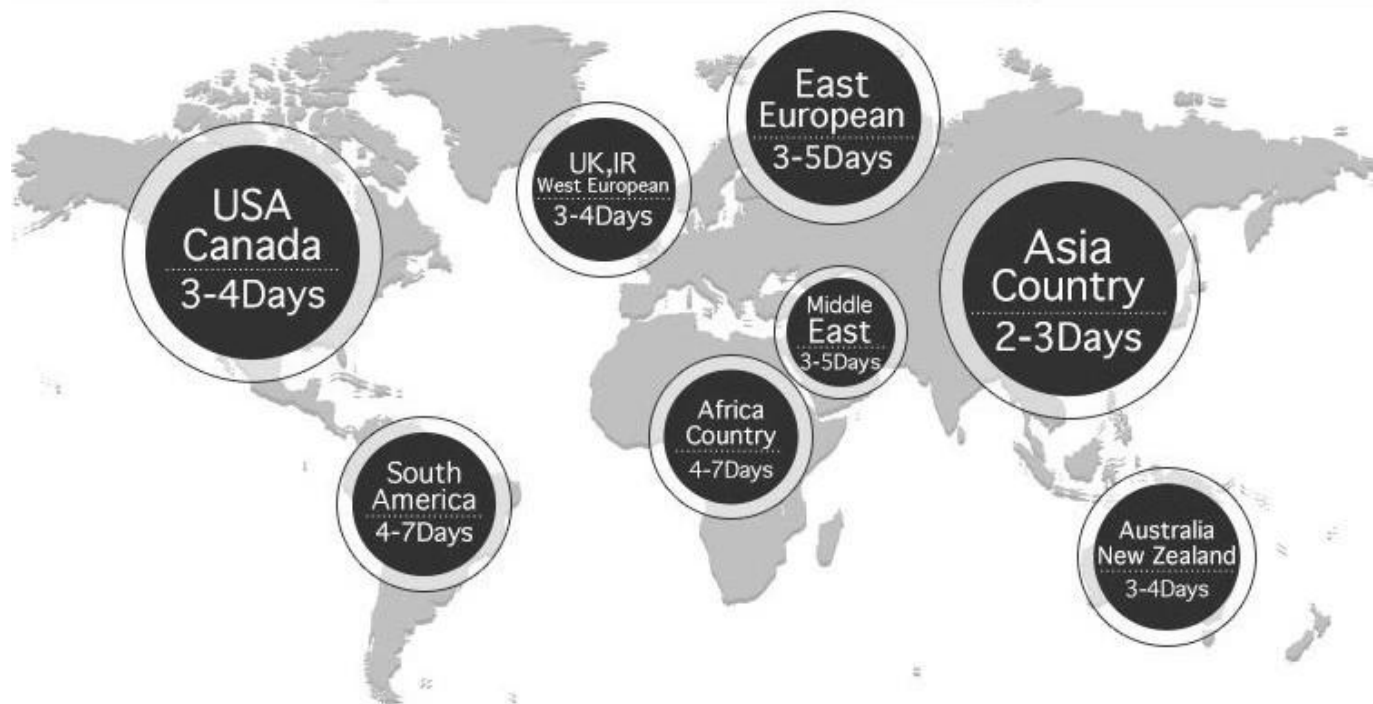 East
European
3-5Days
UK,IR
West European
3-4Days
USA
Canada
3-4Days
Asia
Country
2-3Days
Middle
East
3-5Days
Africa
Country
4-7Days
South
America
4-7Days
Australia
New Zealand
3-4Days